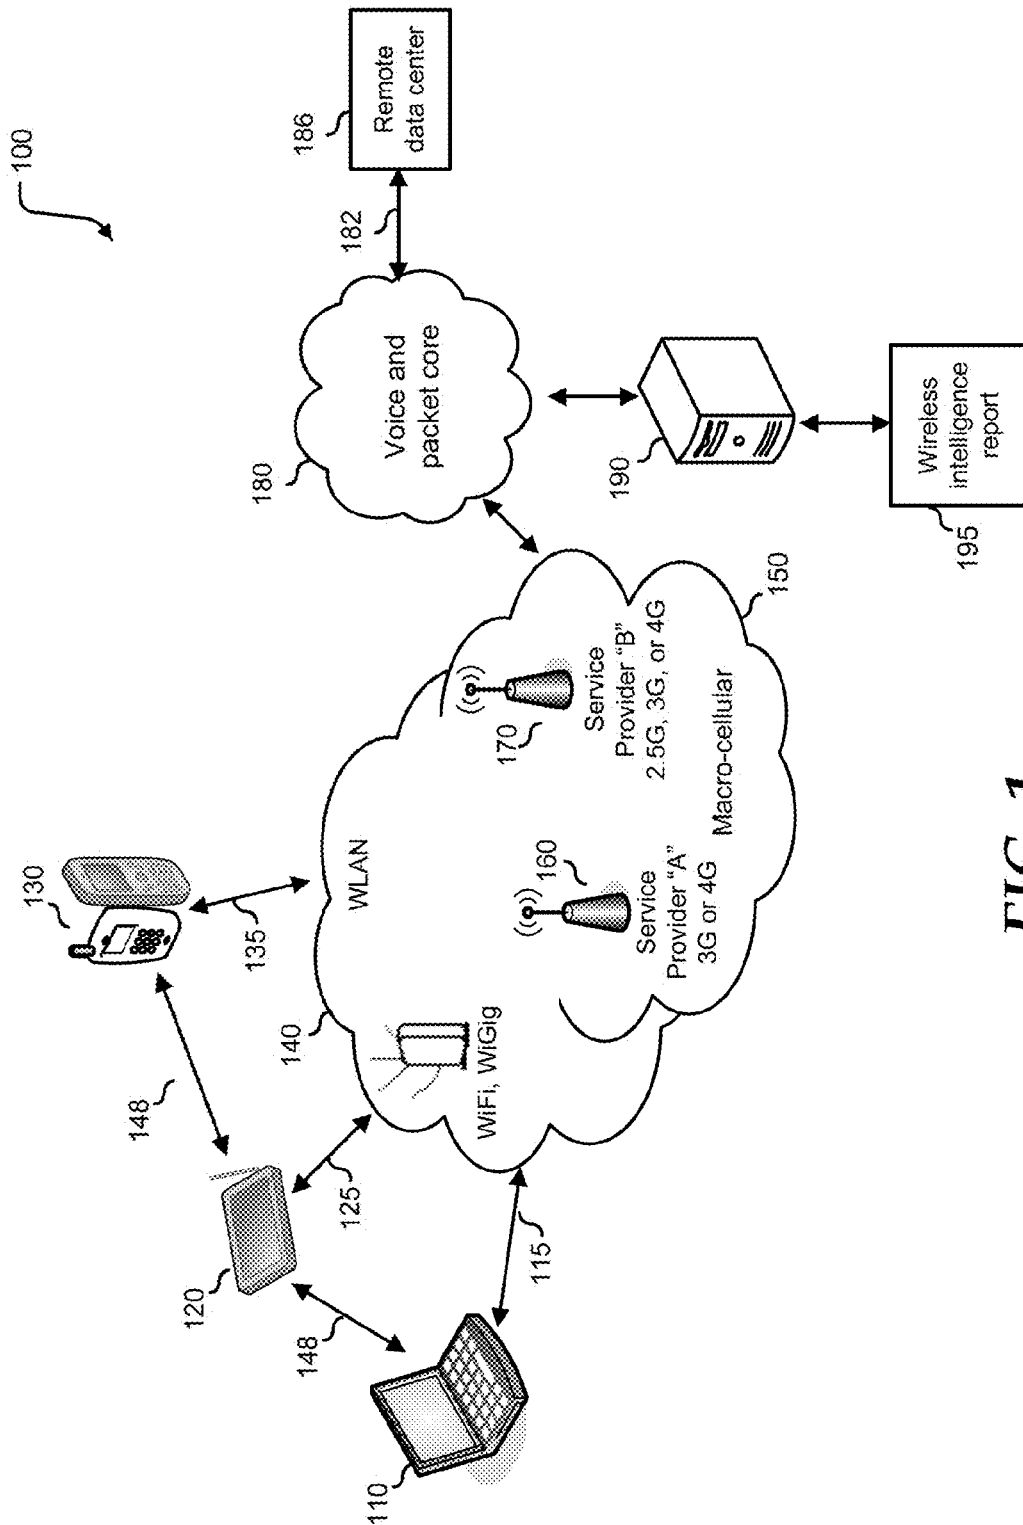 100
130
148
120
135
180
140
148
186
125
182
WLAN
110
Remote
data center
Voice and
packet core
WiFi, WiGig
170
115
160
Service
Provider "B"
2.5G, 3G, or 4G
190
Service
Provider "A"
3G or 4G
Macro-cellular
150
Wireless
intelligence
report
195
FIG. 1